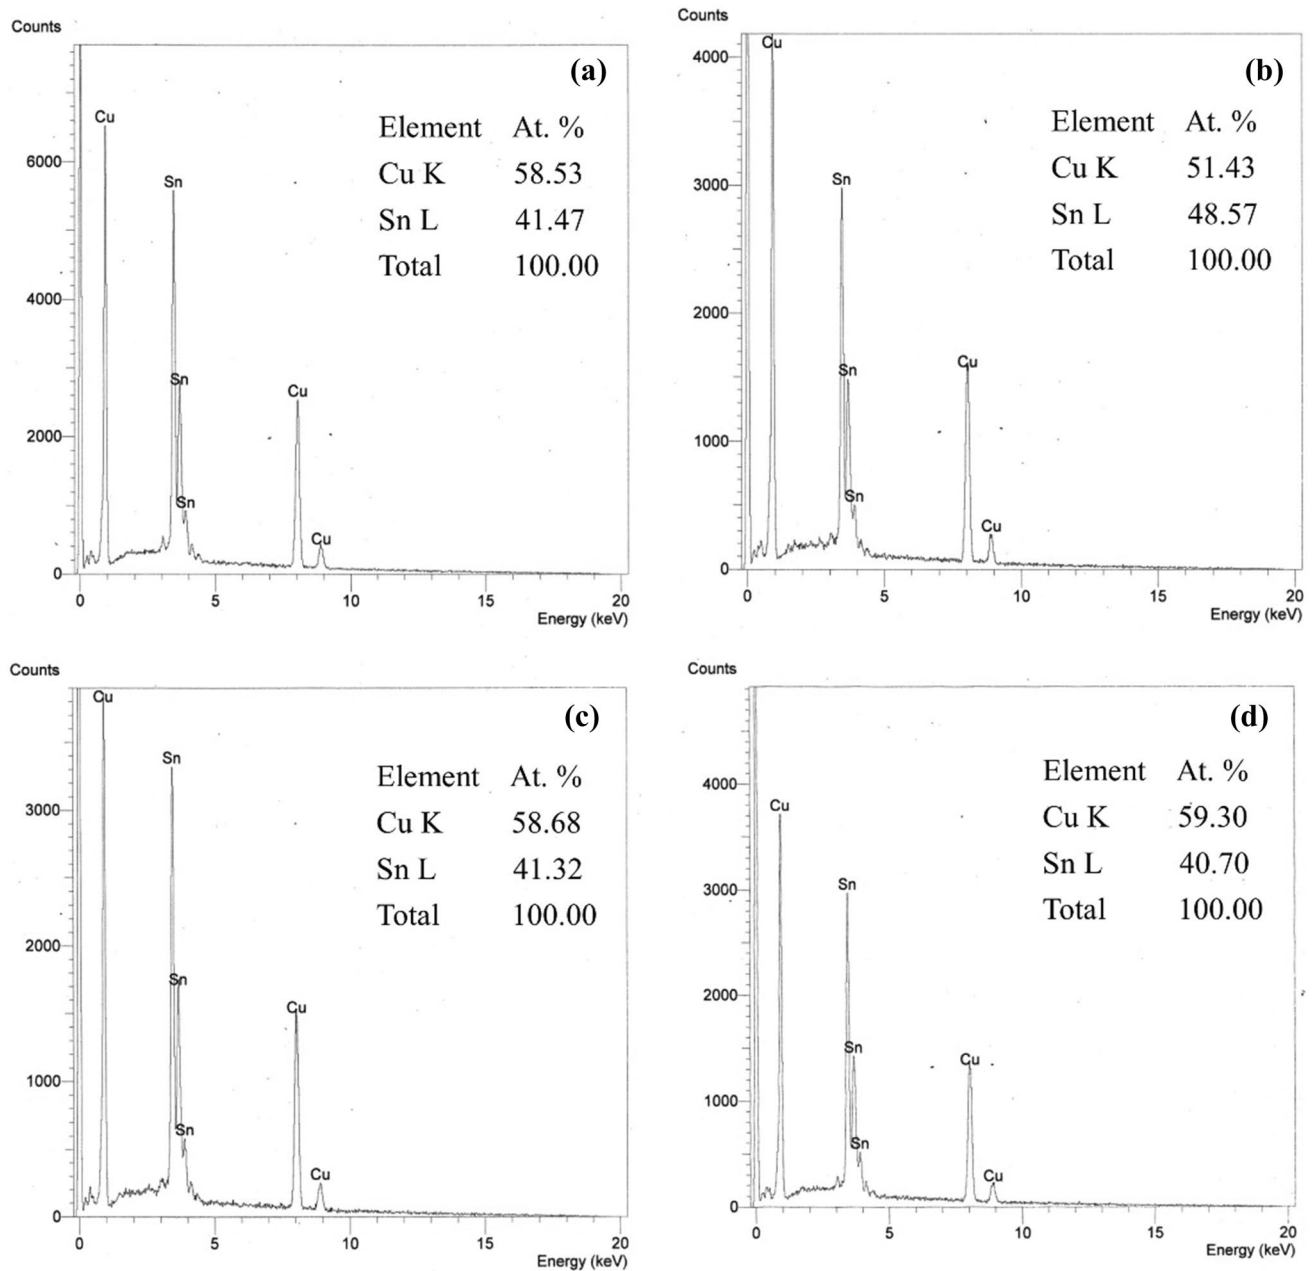 Counts
(a)
Element At. %
Cu K 58.53
Sn L 41.47
Total 100.00
Cu
Sn
Sn
Sn
Cu
Cu
6000
4000
2000
0
0 5 10 15 20
Energy (keV)
Counts
(b)
Element At. %
Cu K 51.43
Sn L 48.57
Total 100.00
Cu
Sn
Sn
Sn
Cu
Cu
4000
3000
2000
1000
0
0 5 10 15 20
Energy (keV)
Counts
(c)
Element At. %
Cu K 58.68
Sn L 41.32
Total 100.00
Cu
Sn
Sn
Sn
Cu
Cu
3000
2000
1000
0
0 5 10 15 20
Energy (keV)
Counts
(d)
Element At. %
Cu K 59.30
Sn L 40.70
Total 100.00
Cu
Sn
Sn
Sn
Cu
Cu
4000
3000
2000
1000
0
0 5 10 15 20
Energy (keV)